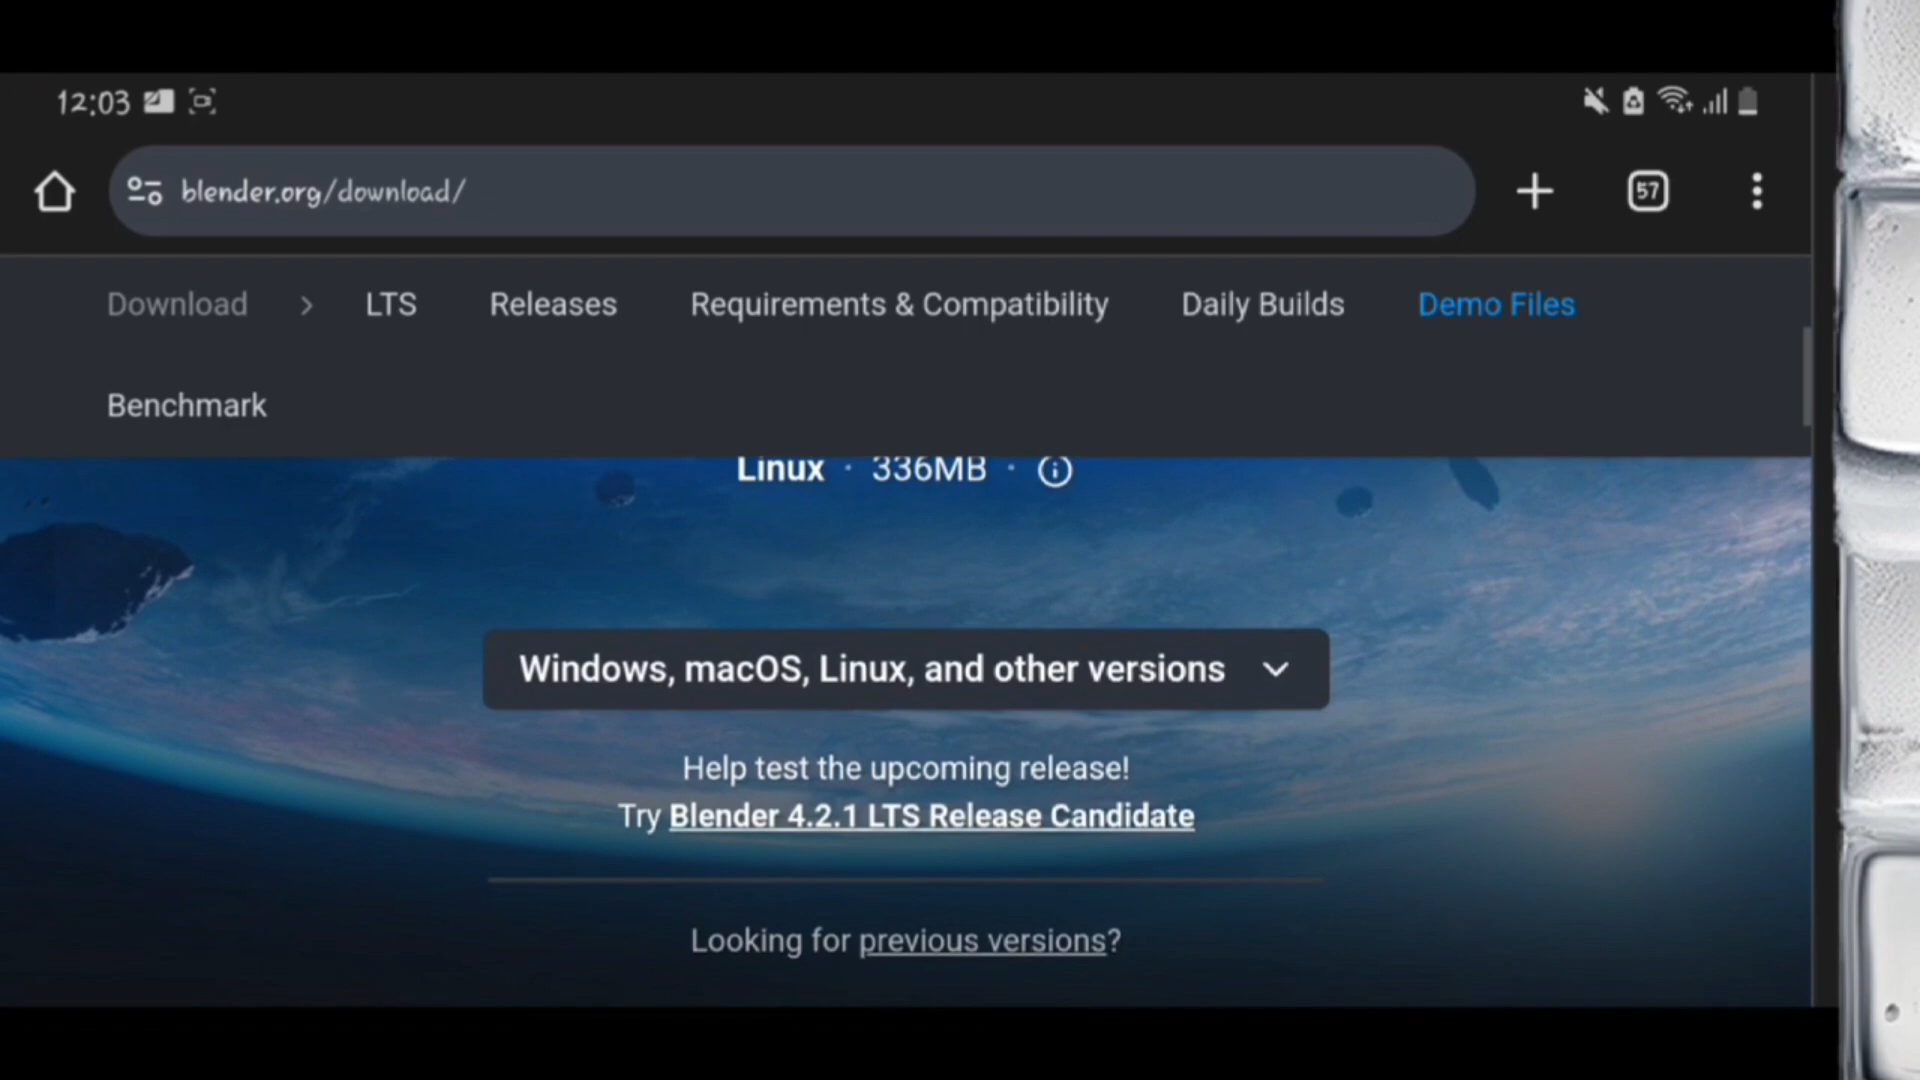 12:03
blender.org/download/
57
Download > LTS Releases Requirements & Compatibility Daily Builds Demo Files
Benchmark
Linux · 336MB ·
Windows, macOS, Linux, and other versions
Help test the upcoming release!
Try Blender 4.2.1 LTS Release Candidate
Looking for previous versions?